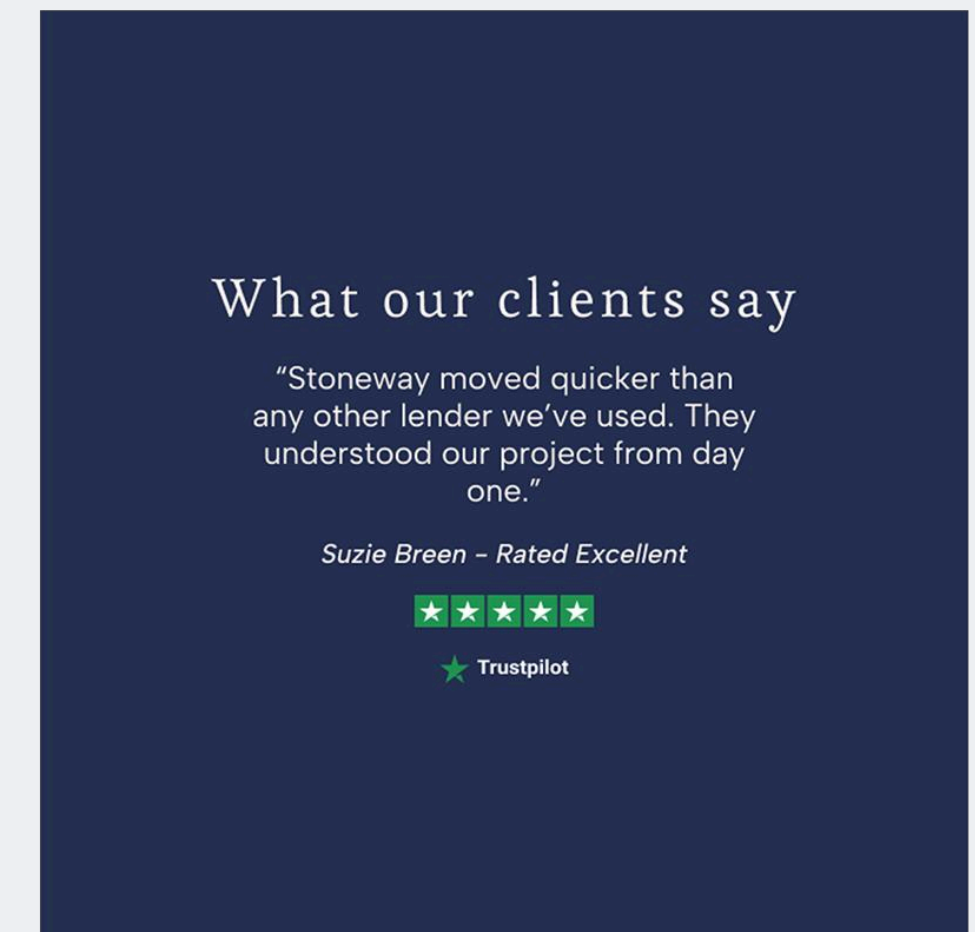 What our clients say
“Stoneway moved quicker than
any other lender we’ve used. They
understood our project from day
one.”
Suzie Breen – Rated Excellent
Trustpilot